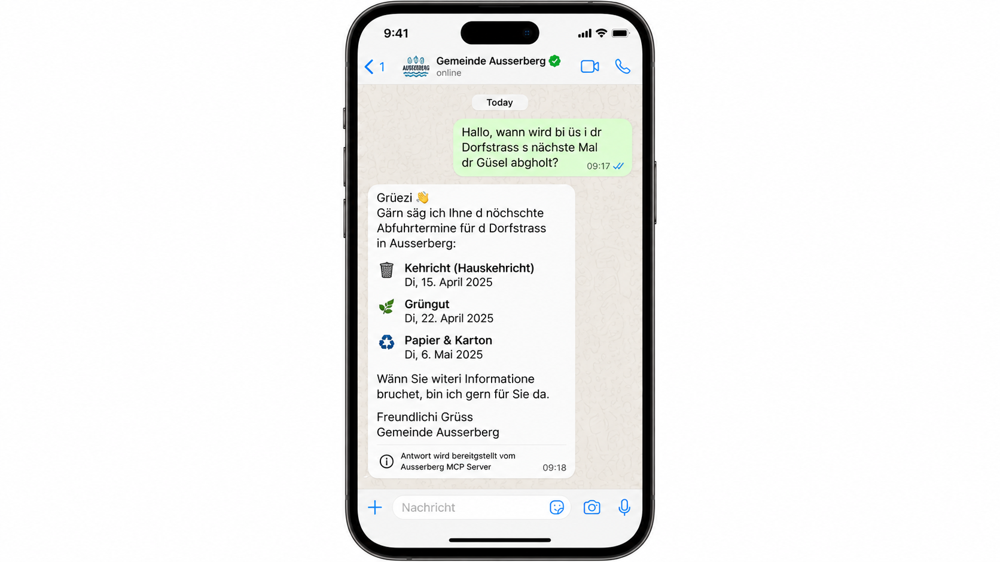 9:41
1
AUSSERBERG
Gemeinde Ausserberg
online
Today
Hallo, wann wird bi üs i dr
Dorfstrass s nächste Mal
dr Güsel abgholt?
09:17
Grüezi 👋
Gärn säg ich Ihne d nöchschte
Abfuhrtermine für d Dorfstrass
in Ausserberg:
Kehricht (Hauskehricht)
Di, 15. April 2025
Grüngut
Di, 22. April 2025
Papier & Karton
Di, 6. Mai 2025
Wänn Sie witeri Informatione
bruchet, bin ich gern für Sie da.
Freundlichi Grüss
Gemeinde Ausserberg
Antwort wird bereitgstellt vom
Ausserberg MCP Server
09:18
Nachricht